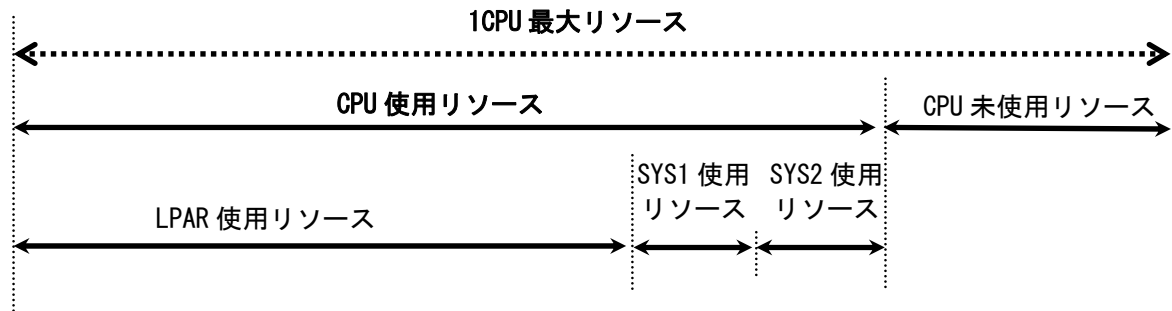 1CPU 最大リソース
CPU 使用リソース
CPU 未使用リソース
SYS1 使用
リソース
SYS2 使用
リソース
LPAR 使用リソース